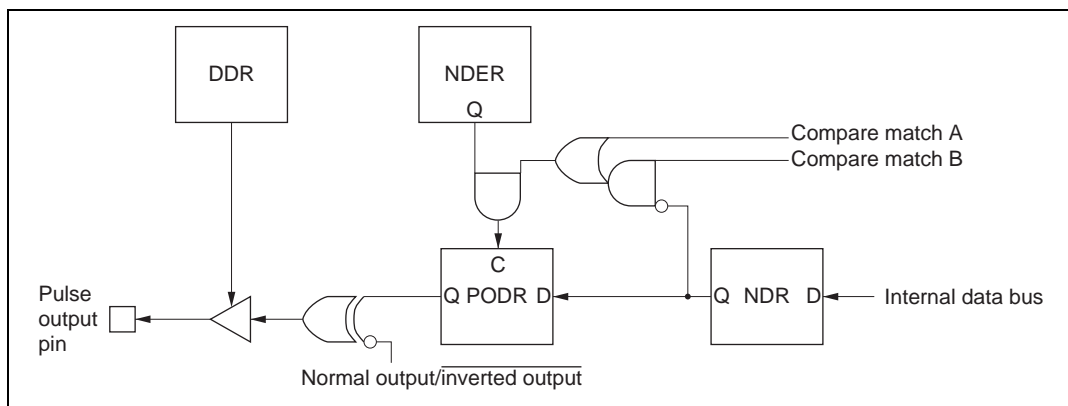 DDR
NDER
Q
Compare match A
Compare match B
C
Q PODR D
Q NDR D
Internal data bus
Pulse
output
pin
Normal output/inverted output